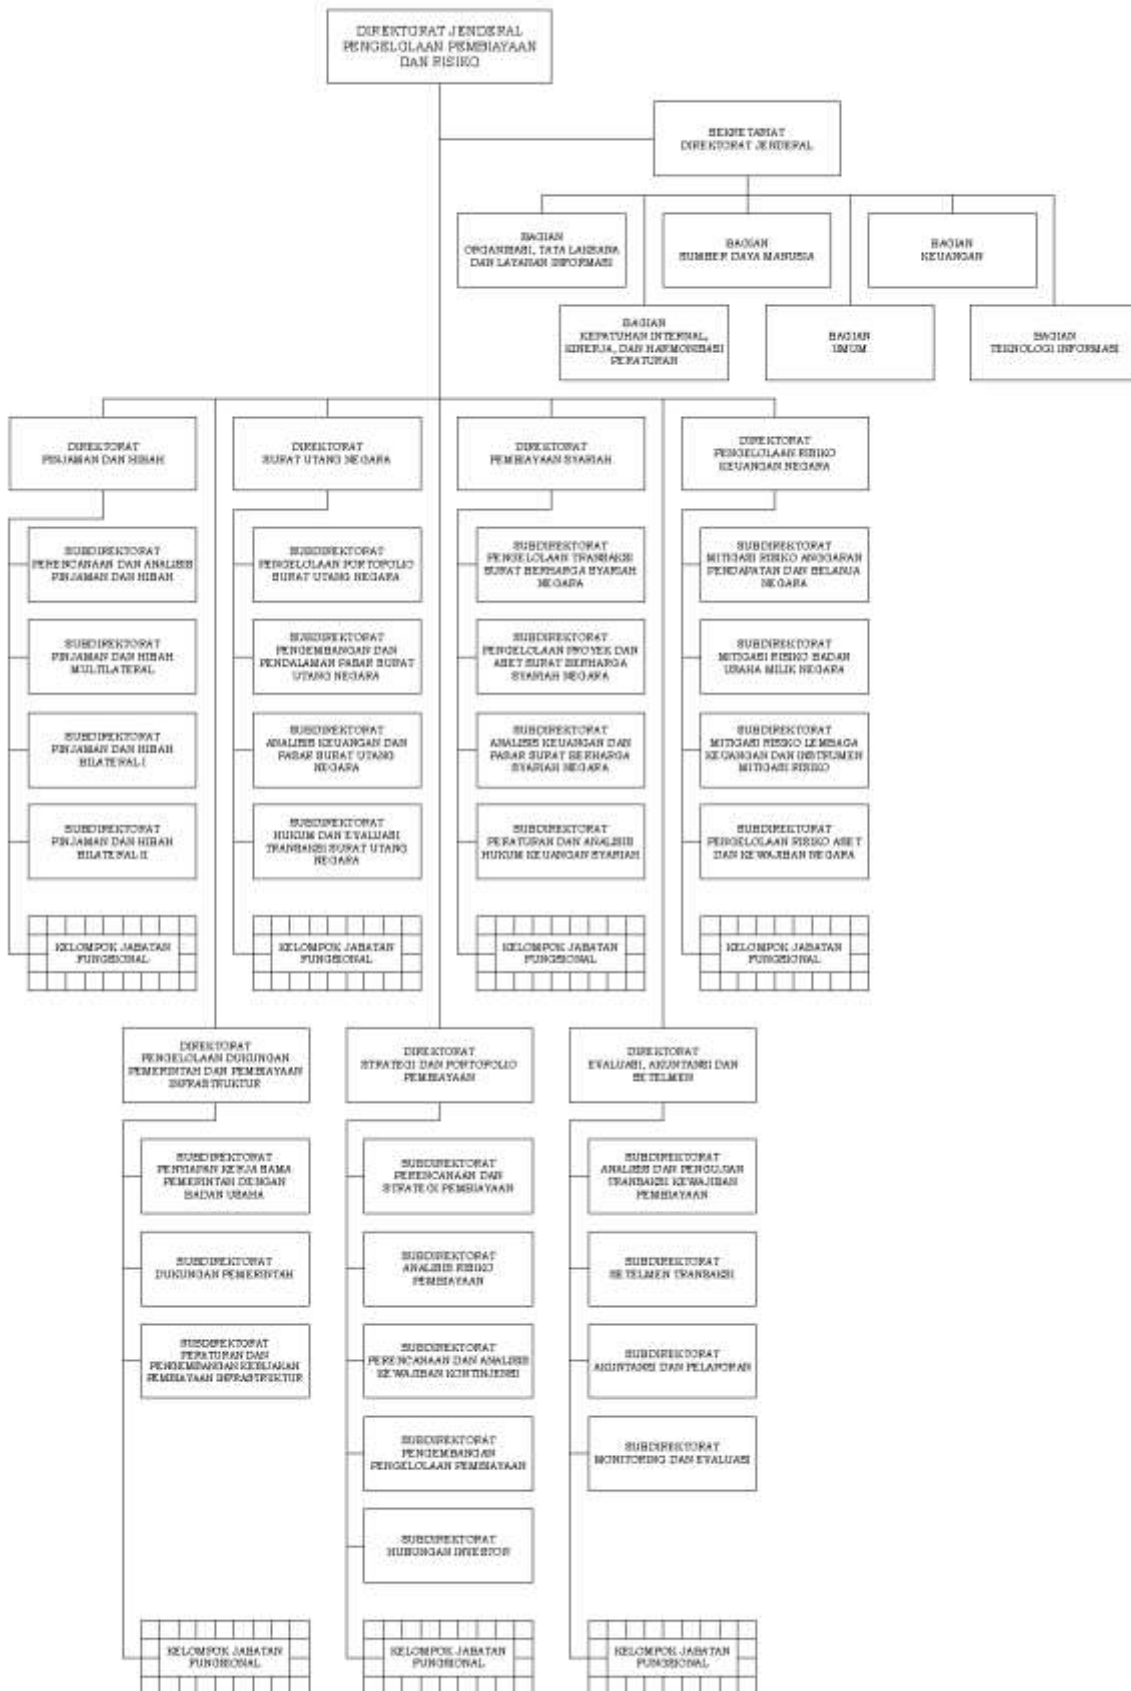 DIREKTORAT JENDERAL
PENGELOLAAN PEMBIAYAAN
DAN RISIKO
SEKRETARIAT
DIREKTORAT JENDERAL
BAGIAN
ORGANISASI, TATA LAKSANA
DAN LAYANAN INFORMASI
BAGIAN
SUMBER DAYA MANUSIA
BAGIAN
KEUANGAN
BAGIAN
KEPATUHAN INTERNAL,
KINERJA, DAN HARMONISASI
PERATURAN
BAGIAN
UMUM
BAGIAN
TEKNOLOGI INFORMASI
DIREKTORAT
PINJAMAN DAN HIBAH
DIREKTORAT
SURAT UTANG NEGARA
DIREKTORAT
PEMBIAYAAN SYARIAH
DIREKTORAT
PENGELOLAAN RISIKO
KEUANGAN NEGARA
SUBDIREKTORAT
PERENCANAAN DAN ANALISIS
PINJAMAN DAN HIBAH
SUBDIREKTORAT
PENGELOLAAN PORTOFOLIO
SURAT UTANG NEGARA
SUBDIREKTORAT
PENGELOLAAN TRANSAKSI
SURAT BERHARGA SYARIAH
NEGARA
SUBDIREKTORAT
MITIGASI RISIKO ANGGARAN
PENDAPATAN DAN BELANJA
NEGARA
SUBDIREKTORAT
PINJAMAN DAN HIBAH
MULTILATERAL
SUBDIREKTORAT
PENGEMBANGAN DAN
PENDALAMAN PASAR SURAT
UTANG NEGARA
SUBDIREKTORAT
PENGELOLAAN PROYEK DAN
ASET SURAT BERHARGA
SYARIAH NEGARA
SUBDIREKTORAT
MITIGASI RISIKO BADAN
USAHA MILIK NEGARA
SUBDIREKTORAT
PINJAMAN DAN HIBAH
BILATERAL I
SUBDIREKTORAT
ANALISIS KEUANGAN DAN
PASAR SURAT UTANG
NEGARA
SUBDIREKTORAT
ANALISIS KEUANGAN DAN
PASAR SURAT BERHARGA
SYARIAH NEGARA
SUBDIREKTORAT
MITIGASI RISIKO LEMBAGA
KEUANGAN DAN INSTRUMEN
MITIGASI RISIKO
SUBDIREKTORAT
PINJAMAN DAN HIBAH
BILATERAL II
SUBDIREKTORAT
HUKUM DAN EVALUASI
TRANSAKSI SURAT UTANG
NEGARA
SUBDIREKTORAT
PERATURAN DAN ANALISIS
HUKUM KEUANGAN SYARIAH
SUBDIREKTORAT
PENGELOLAAN RISIKO ASET
DAN KEWAJIBAN NEGARA
KELOMPOK JABATAN
FUNGSIONAL
KELOMPOK JABATAN
FUNGSIONAL
KELOMPOK JABATAN
FUNGSIONAL
KELOMPOK JABATAN
FUNGSIONAL
DIREKTORAT
PENGELOLAAN DUKUNGAN
PEMERINTAH DAN PEMBIAYAAN
INFRASTRUKTUR
DIREKTORAT
STRATEGI DAN PORTOFOLIO
PEMBIAYAAN
DIREKTORAT
EVALUASI, AKUNTANSI DAN
SETELMEN
SUBDIREKTORAT
PENYIAPAN KERJA SAMA
PEMERINTAH DENGAN
BADAN USAHA
SUBDIREKTORAT
PERENCANAAN DAN
STRATEGI PEMBIAYAAN
SUBDIREKTORAT
ANALISIS DAN PENGUJIAN
TRANSAKSI KEWAJIBAN
PEMBIAYAAN
SUBDIREKTORAT
DUKUNGAN PEMERINTAH
SUBDIREKTORAT
ANALISIS RISIKO
PEMBIAYAAN
SUBDIREKTORAT
SETELMEN TRANSAKSI
SUBDIREKTORAT
PERATURAN DAN
PENGEMBANGAN KEBIJAKAN
PEMBIAYAAN INFRASTRUKTUR
SUBDIREKTORAT
PERENCANAAN DAN ANALISIS
KEWAJIBAN KONTINJENSI
SUBDIREKTORAT
AKUNTANSI DAN PELAPORAN
SUBDIREKTORAT
PENGEMBANGAN
PENGELOLAAN PEMBIAYAAN
SUBDIREKTORAT
MONITORING DAN EVALUASI
SUBDIREKTORAT
HUBUNGAN INVESTOR
KELOMPOK JABATAN
FUNGSIONAL
KELOMPOK JABATAN
FUNGSIONAL
KELOMPOK JABATAN
FUNGSIONAL